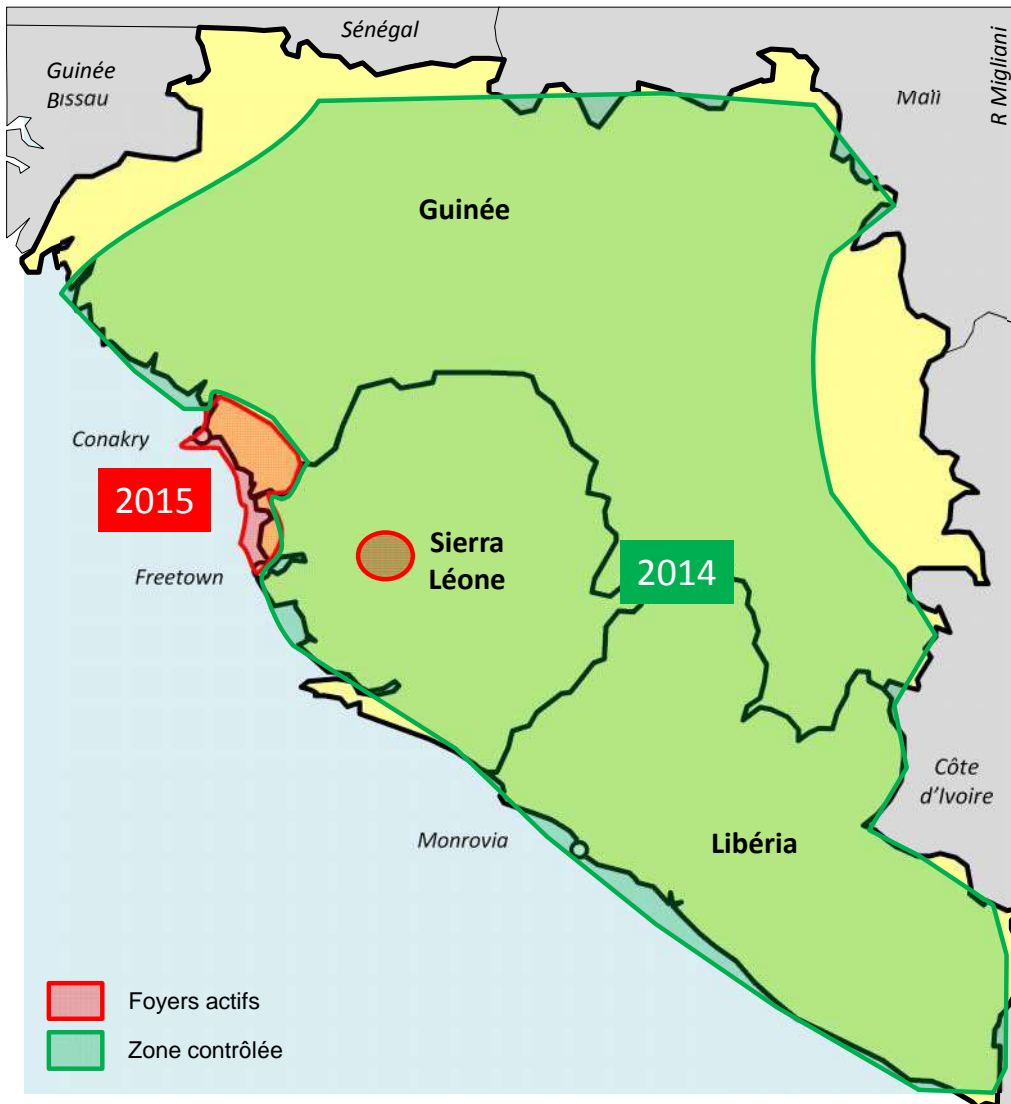 Sénégal
Guinée
Bissau
Mali
R Migliani
Guinée
Conakry
2015
Sierra
Léone
2014
Freetown
Côte
d'Ivoire
Monrovia
Libéria
Foyers actifs
Zone contrôlée